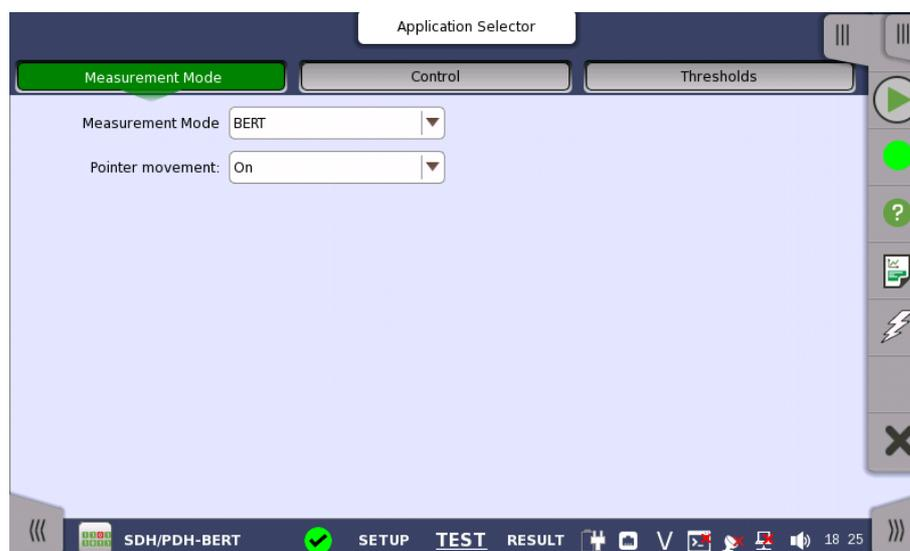 Application Selector
Measurement Mode Control Thresholds
Measurement Mode BERT
Pointer movement: On
?
SDH/PDH-BERT SETUP TEST RESULT V 18 25